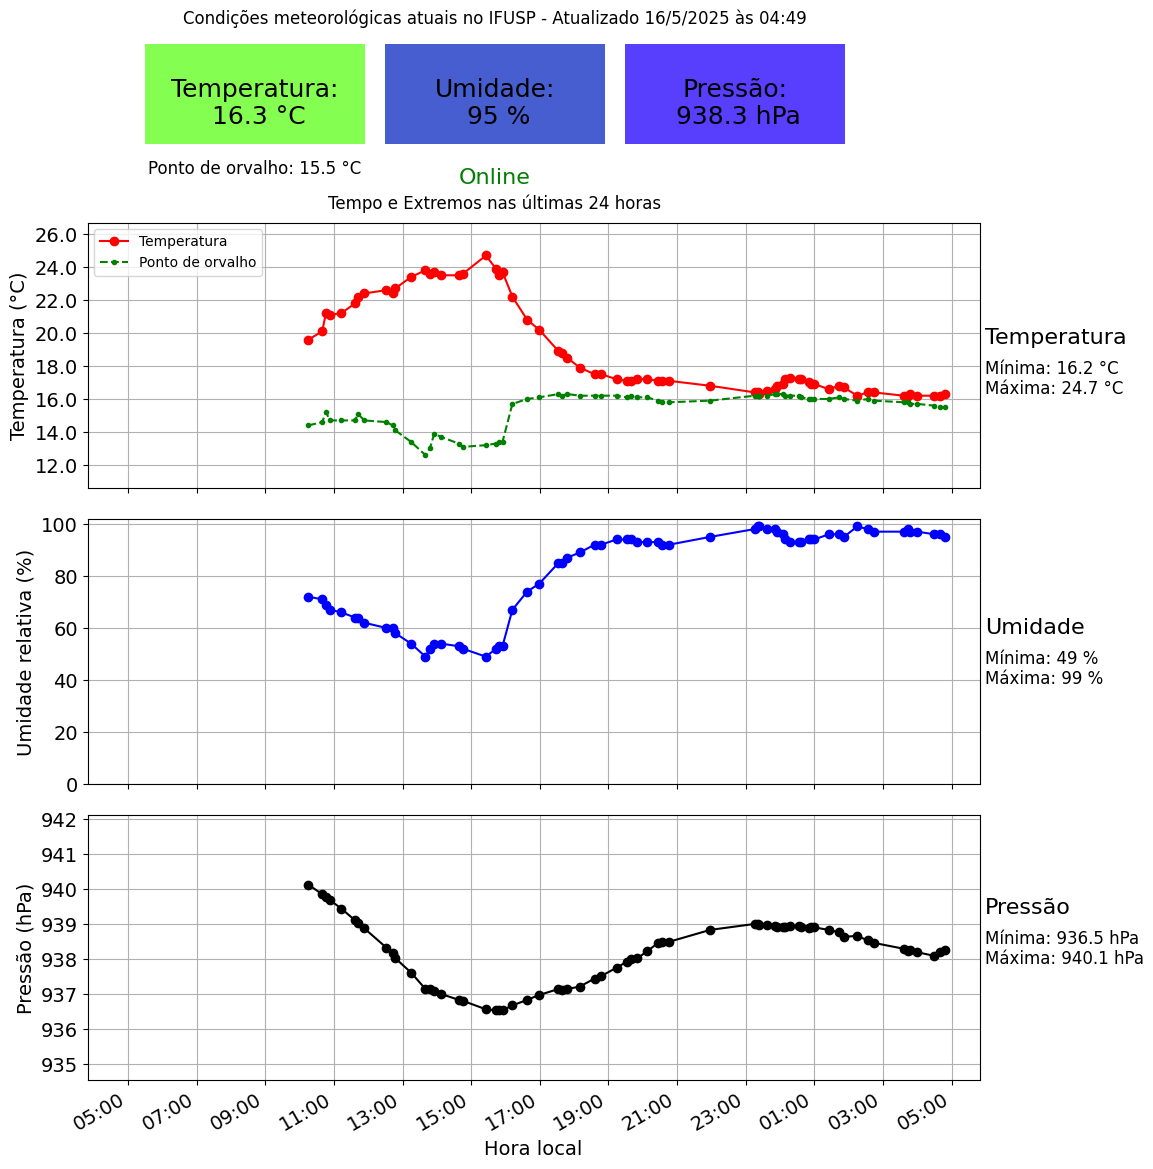 Condições meteorológicas atuais no IFUSP - Atualizado 16/5/2025 às 04:49
Temperatura:
16.3 °C
Umidade:
95 %
Pressão:
938.3 hPa
Ponto de orvalho: 15.5 °C
Online
Tempo e Extremos nas últimas 24 horas
Temperatura (°C)
26.0
24.0
22.0
20.0
18.0
16.0
14.0
12.0
Temperatura
Ponto de orvalho
Temperatura
Mínima: 16.2 °C
Máxima: 24.7 °C
Umidade relativa (%)
100
80
60
40
20
0
Umidade
Mínima: 49 %
Máxima: 99 %
Pressão (hPa)
942
941
940
939
938
937
936
935
Pressão
Mínima: 936.5 hPa
Máxima: 940.1 hPa
05:00 07:00 09:00 11:00 13:00 15:00 17:00 19:00 21:00 23:00 01:00 03:00 05:00
Hora local